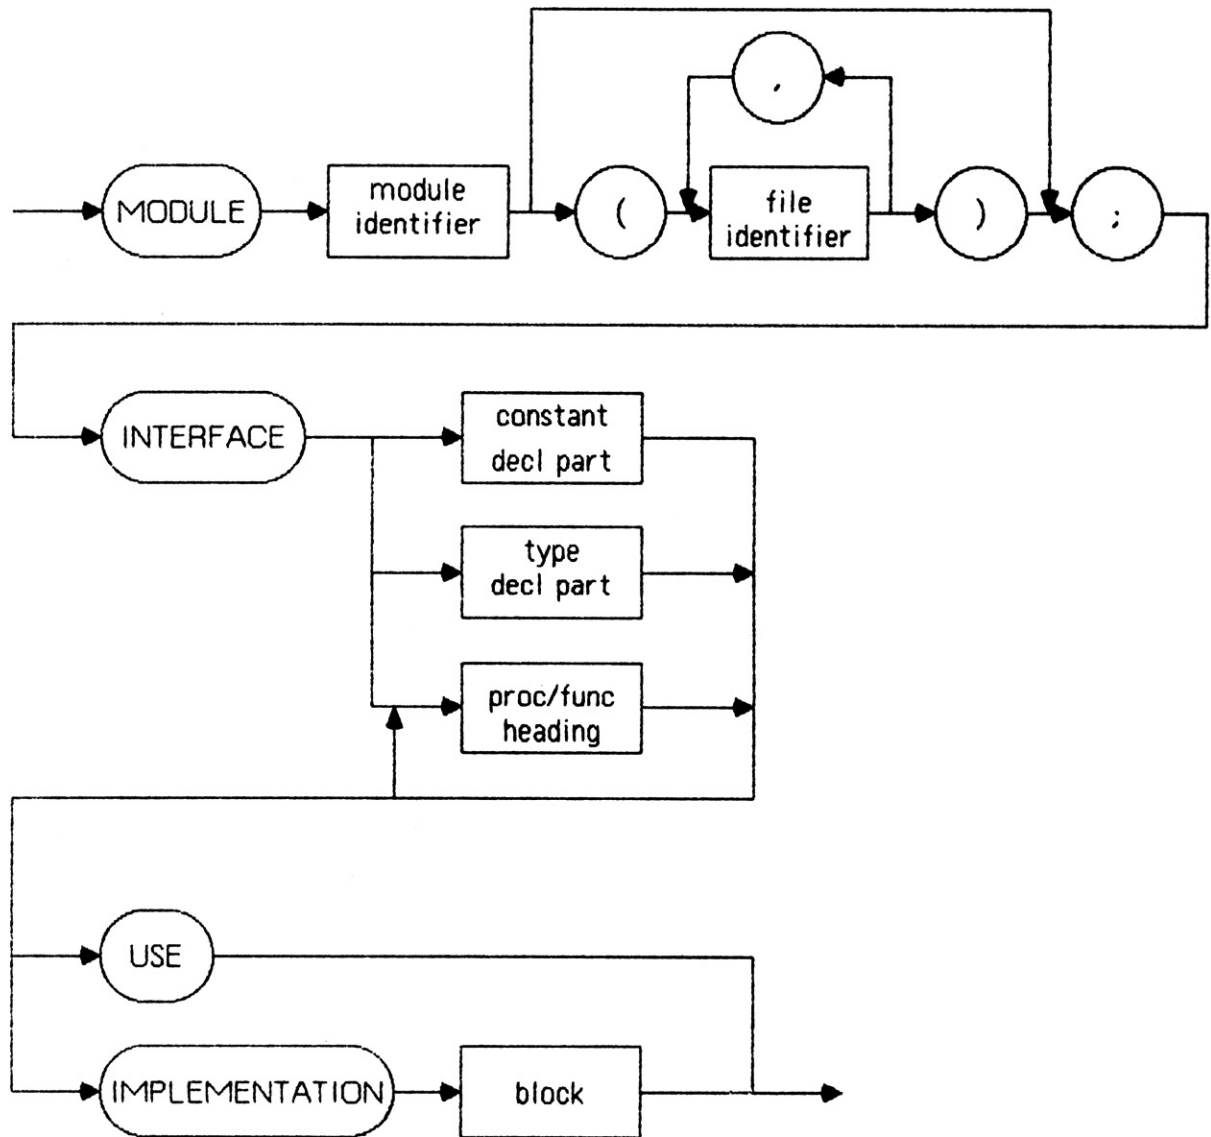 ,
MODULE
module
identifier
(
file
identifier
)
;
INTERFACE
constant
decl part
type
decl part
proc/func
heading
USE
IMPLEMENTATION
block